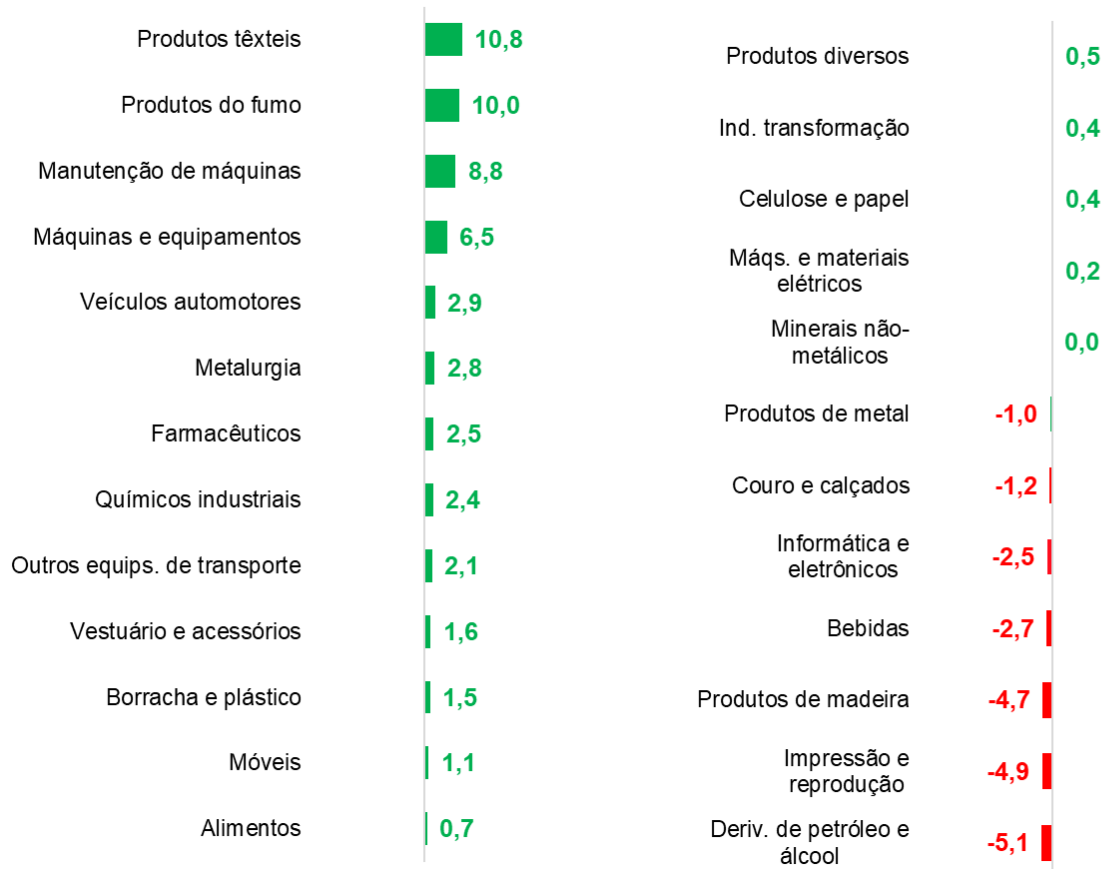 Produtos têxteis 10,8
Produtos do fumo 10,0
Manutenção de máquinas 8,8
Máquinas e equipamentos 6,5
Veículos automotores 2,9
Metalurgia 2,8
Farmacêuticos 2,5
Químicos industriais 2,4
Outros equips. de transporte 2,1
Vestuário e acessórios 1,6
Borracha e plástico 1,5
Móveis 1,1
Alimentos 0,7
Produtos diversos 0,5
Ind. transformação 0,4
Celulose e papel 0,4
Máqs. e materiais
elétricos 0,2
Minerais não-
metálicos 0,0
Produtos de metal -1,0
Couro e calçados -1,2
Informática e
eletrônicos -2,5
Bebidas -2,7
Produtos de madeira -4,7
Impressão e
reprodução -4,9
Deriv. de petróleo e
álcool -5,1